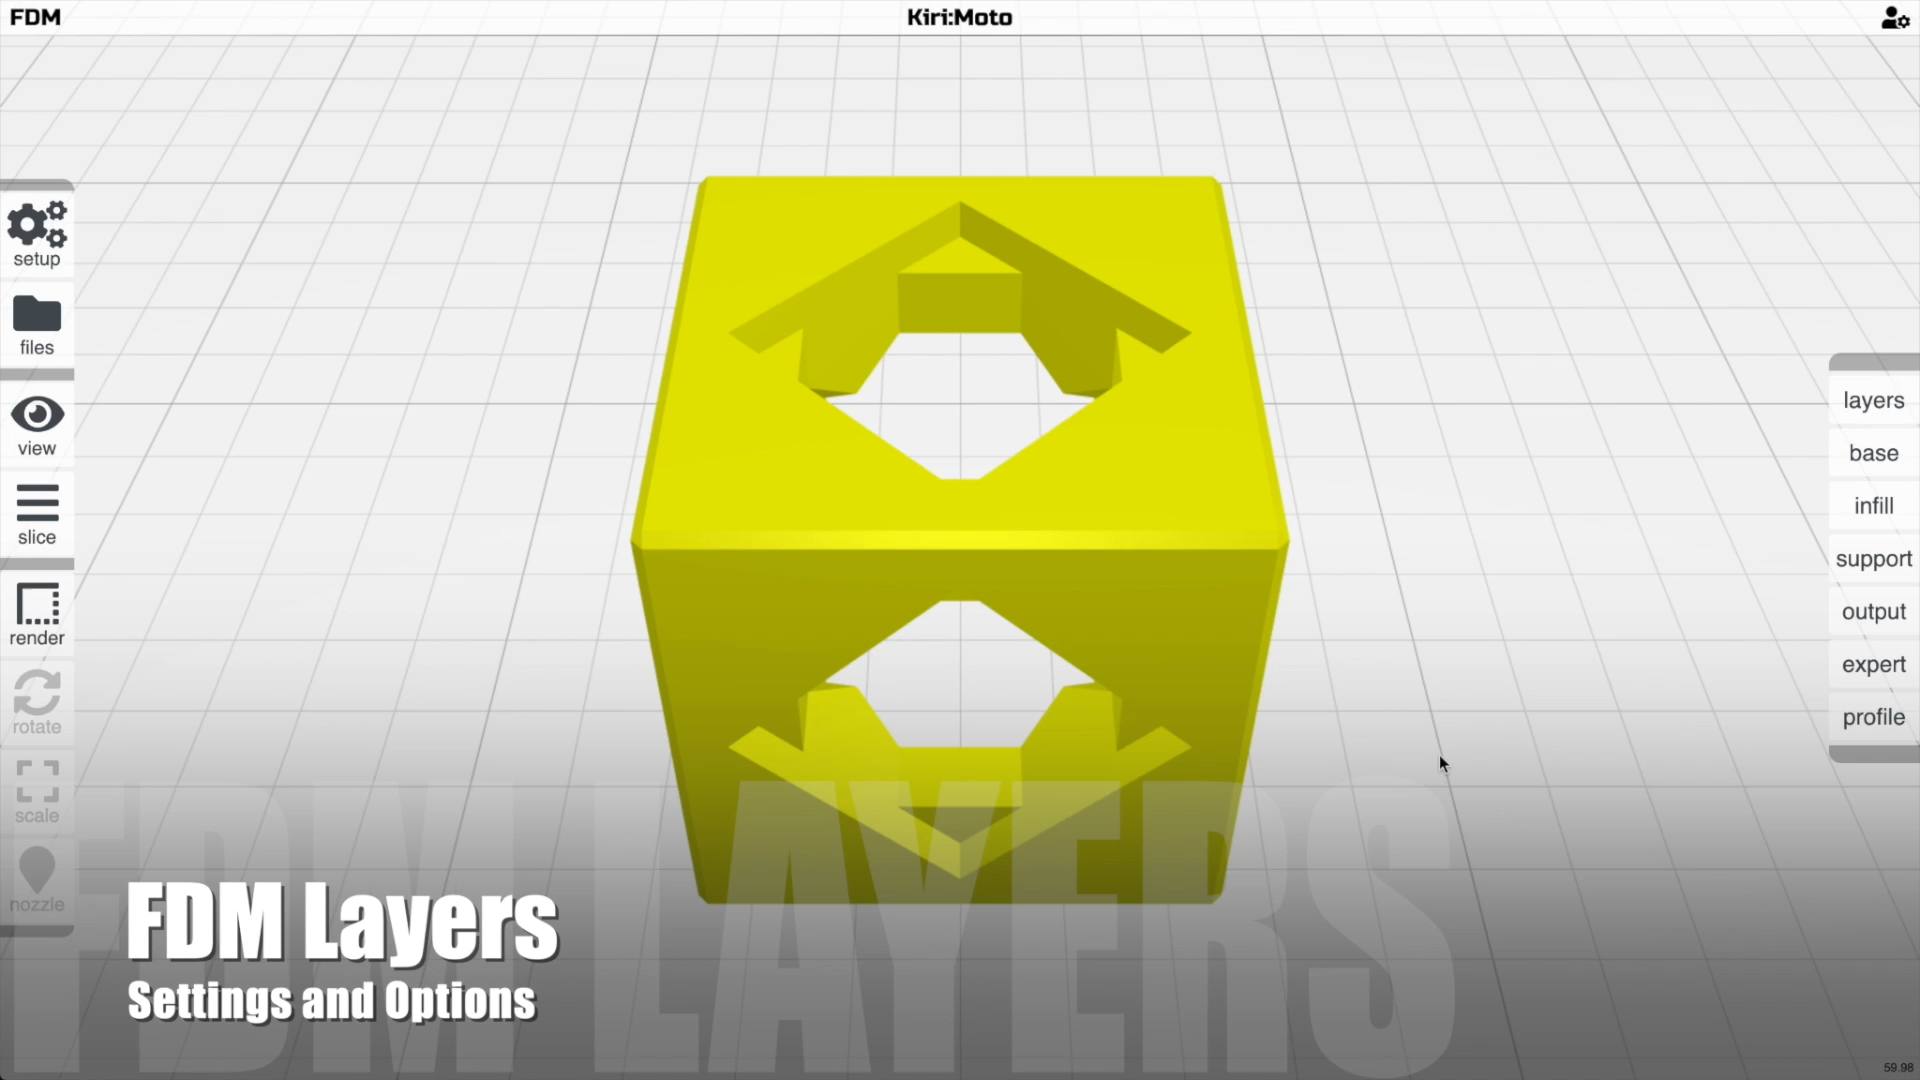 FDM
Kiri:Moto
setup
files
view
slice
render
rotate
scale
nozzle
layers
base
infill
support
output
expert
profile
FDM LAYERS
FDM Layers
Settings and Options
59.98